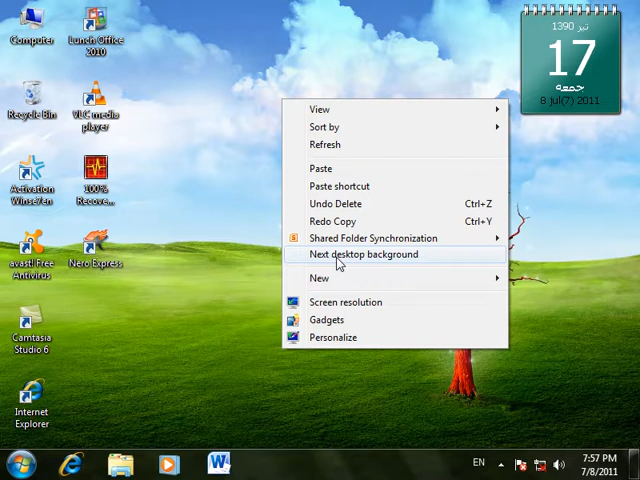 Computer
Lunch Office
2010
Recycle Bin
VLC media
player
Activation
Winse7en
100%
Recove...
avast! Free
Antivirus
Nero Express
Camtasia
Studio 6
Internet
Explorer
تیر 1390
17
جمعه
8 jul(7) 2011
View
Sort by
Refresh
Paste
Paste shortcut
Undo Delete Ctrl+Z
Redo Copy Ctrl+Y
Shared Folder Synchronization
Next desktop background
New
Screen resolution
Gadgets
Personalize
EN
7:57 PM
7/8/2011